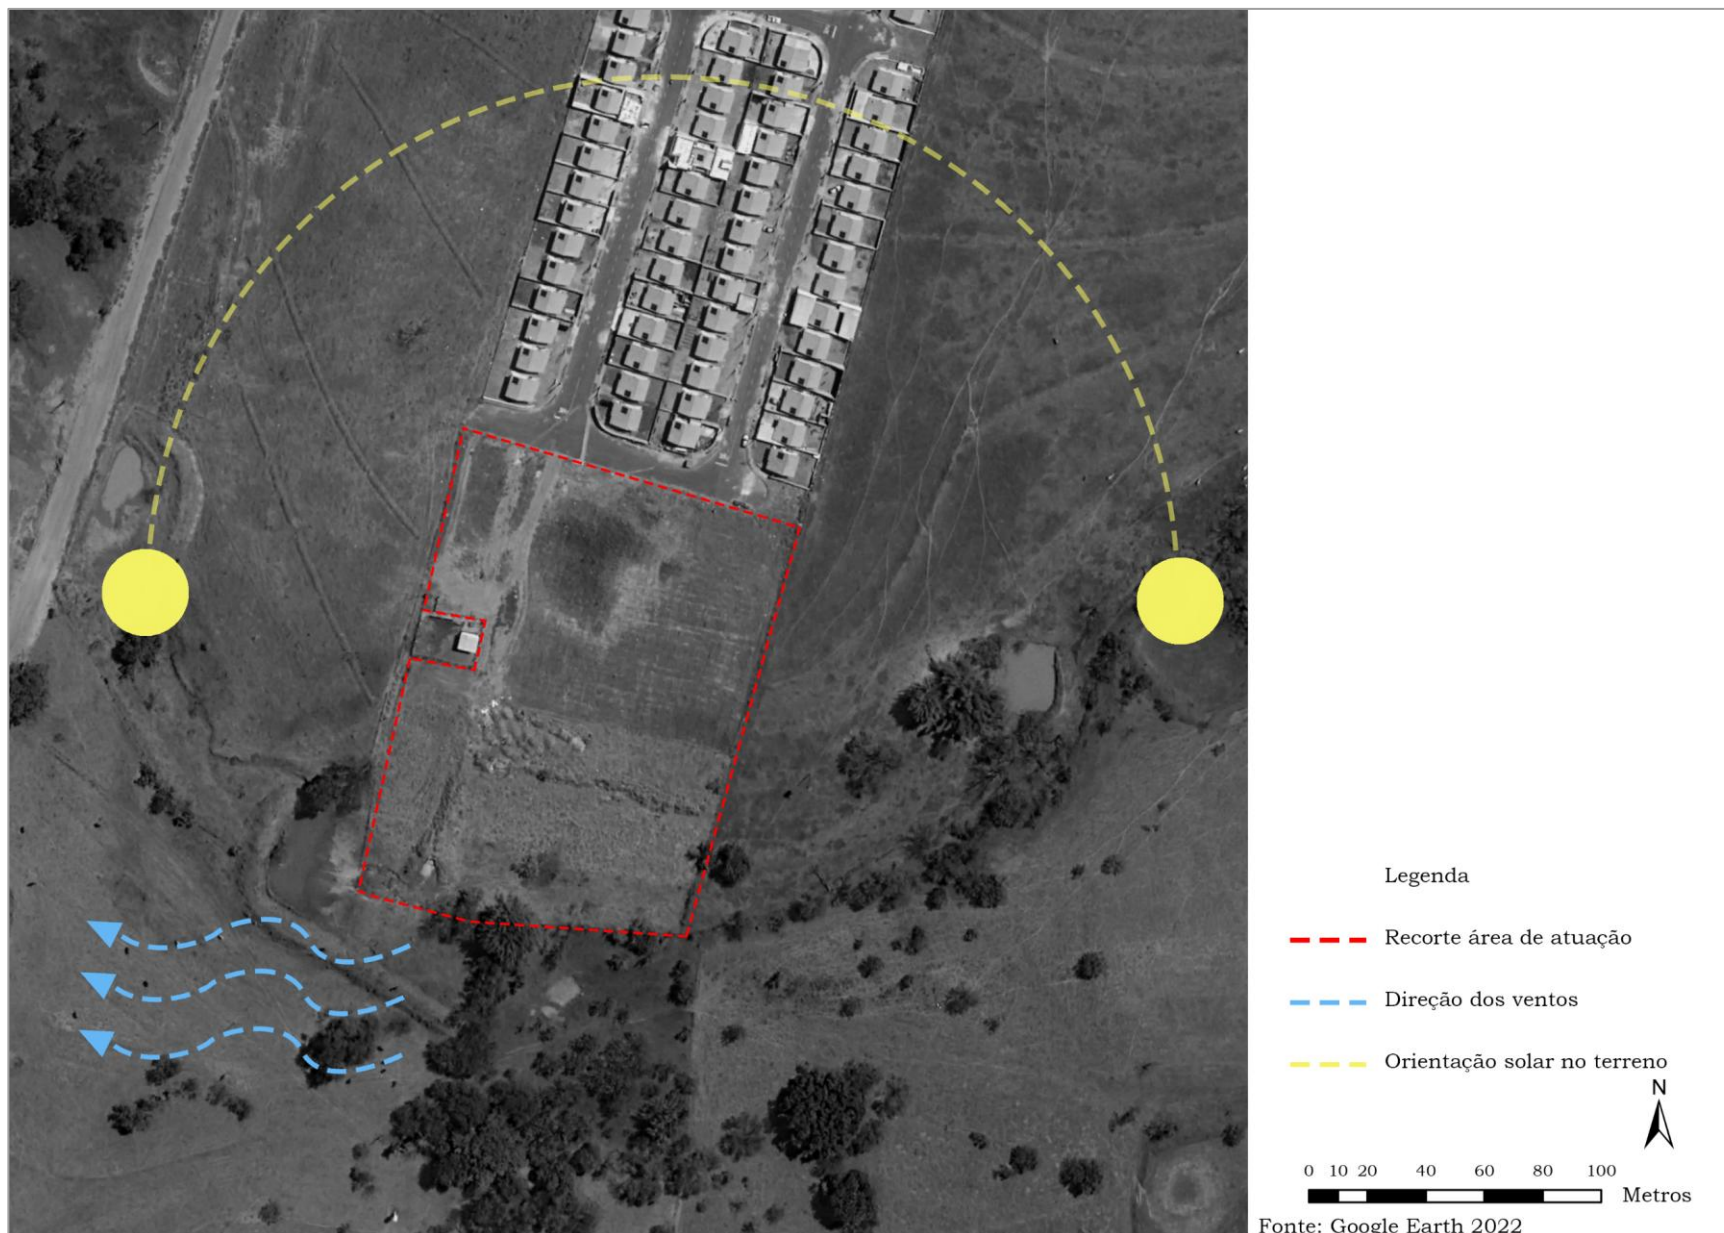 Legenda
Recorte área de atuação
Direção dos ventos
Orientação solar no terreno
N
0 10 20 40 60 80 100
Metros
Fonte: Google Earth 2022